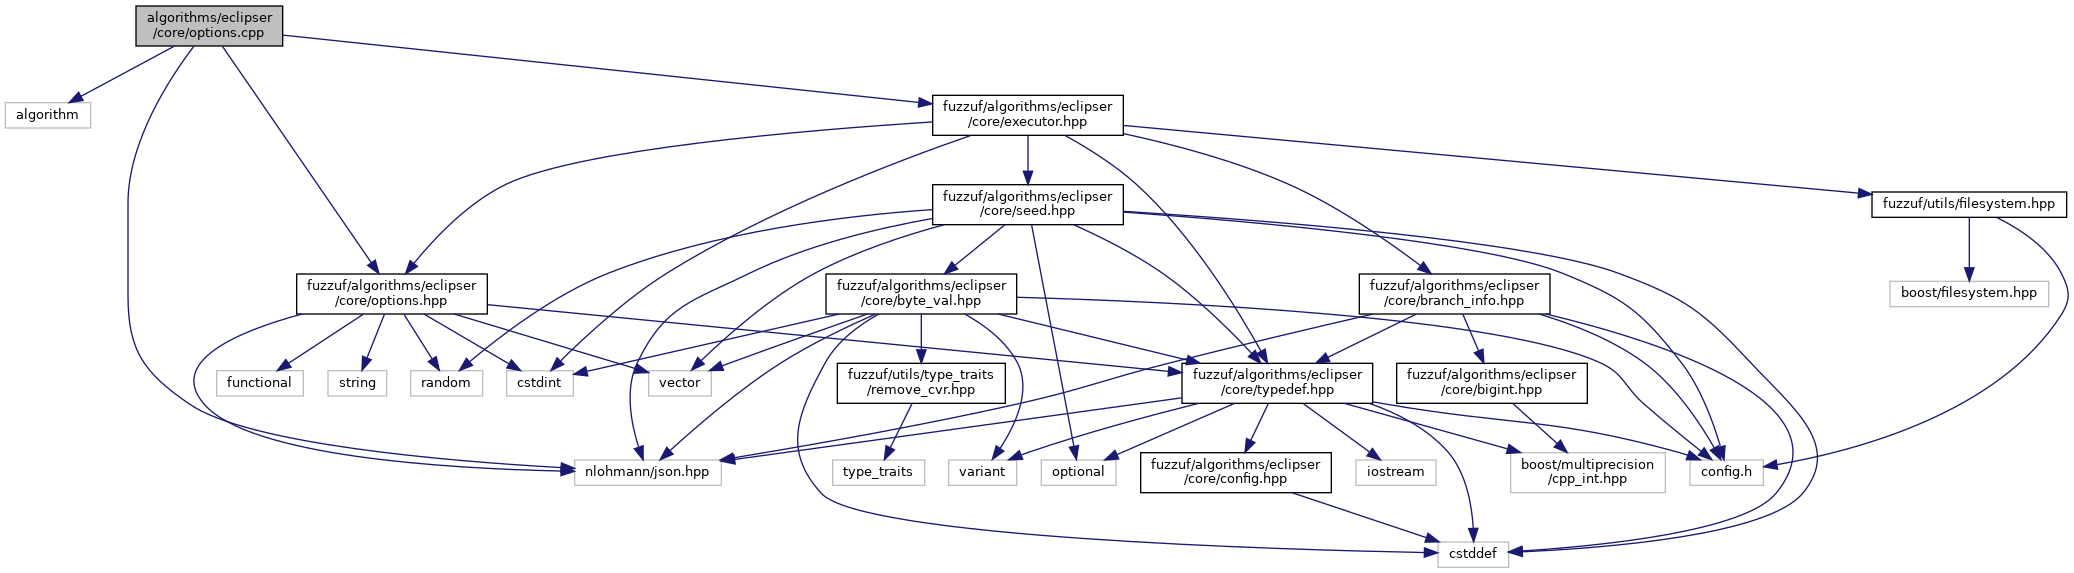 algorithms/eclipser
/core/options.cpp
algorithm
fuzzuf/algorithms/eclipser
/core/executor.hpp
fuzzuf/algorithms/eclipser
/core/seed.hpp
fuzzuf/utils/filesystem.hpp
fuzzuf/algorithms/eclipser
/core/options.hpp
fuzzuf/algorithms/eclipser
/core/byte_val.hpp
fuzzuf/algorithms/eclipser
/core/branch_info.hpp
boost/filesystem.hpp
functional
string
random
cstdint
vector
fuzzuf/utils/type_traits
/remove_cvr.hpp
fuzzuf/algorithms/eclipser
/core/typedef.hpp
fuzzuf/algorithms/eclipser
/core/bigint.hpp
nlohmann/json.hpp
type_traits
variant
optional
fuzzuf/algorithms/eclipser
/core/config.hpp
iostream
boost/multiprecision
/cpp_int.hpp
config.h
cstddef